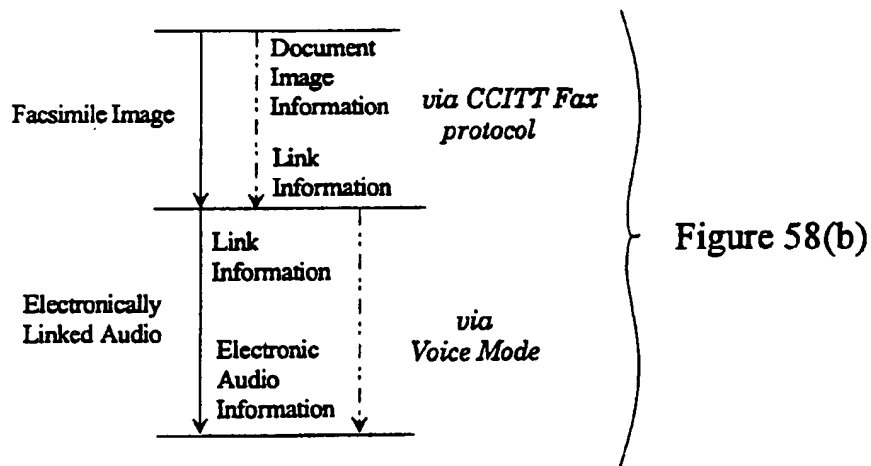 Document
Image
Information
Facsimile Image
via CCITT Fax
protocol
Link
Information
Figure 58(b)
Link
Information
Electronically
Linked Audio
via
Voice Mode
Electronic
Audio
Information